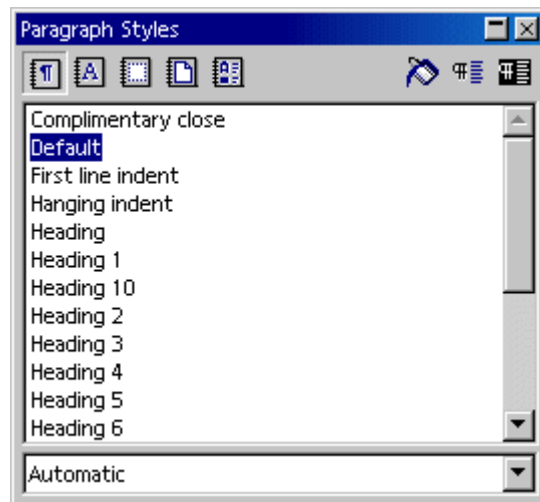 Paragraph Styles
Complimentary close
Default
First line indent
Hanging indent
Heading
Heading 1
Heading 10
Heading 2
Heading 3
Heading 4
Heading 5
Heading 6
Automatic